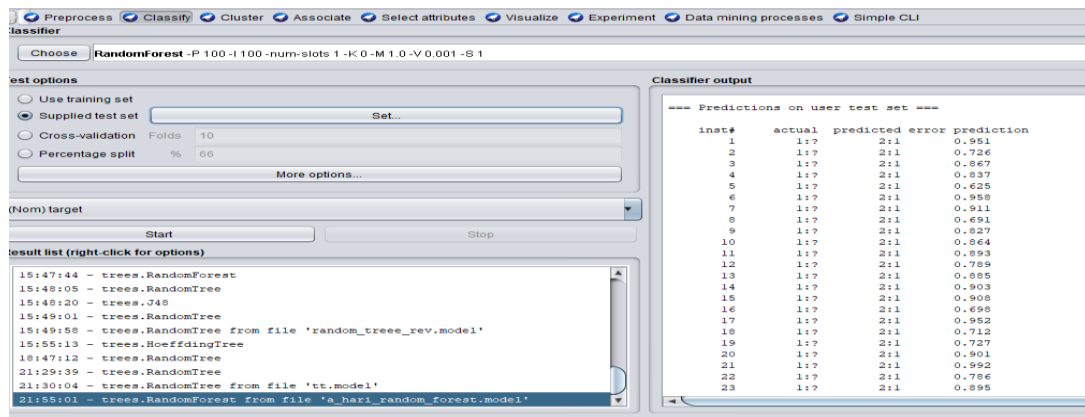 Preprocess Classify Cluster Associate Select attributes Visualize Experiment Data mining processes Simple CLI
lassifier
Choose RandomForest -P 100 -I 100 -num-slots 1 -K 0 -M 1.0 -V 0.001 -S 1
est options
Use training set
Supplied test set Set...
Cross-validation Folds 10
Percentage split % 66
More options...
(Nom) target
Start Stop
esult list (right-click for options)
15:47:44 - trees.RandomForest
15:48:05 - trees.RandomTree
15:48:20 - trees.J48
15:49:01 - trees.RandomTree
15:49:58 - trees.RandomTree from file 'random_treee_rev.model'
15:55:13 - trees.HoeffdingTree
18:47:12 - trees.RandomTree
21:29:39 - trees.RandomTree
21:30:04 - trees.RandomTree from file 'tt.model'
21:55:01 - trees.RandomForest from file 'a_hari_random_forest.model'
Classifier output
=== Predictions on user test set ===
inst# actual predicted error prediction
1 1:? 2:1 0.951
2 1:? 2:1 0.726
3 1:? 2:1 0.867
4 1:? 2:1 0.837
5 1:? 2:1 0.625
6 1:? 2:1 0.958
7 1:? 2:1 0.911
8 1:? 2:1 0.691
9 1:? 2:1 0.827
10 1:? 2:1 0.864
11 1:? 2:1 0.893
12 1:? 2:1 0.789
13 1:? 2:1 0.885
14 1:? 2:1 0.903
15 1:? 2:1 0.908
16 1:? 2:1 0.698
17 1:? 2:1 0.952
18 1:? 2:1 0.712
19 1:? 2:1 0.727
20 1:? 2:1 0.901
21 1:? 2:1 0.992
22 1:? 2:1 0.786
23 1:? 2:1 0.895